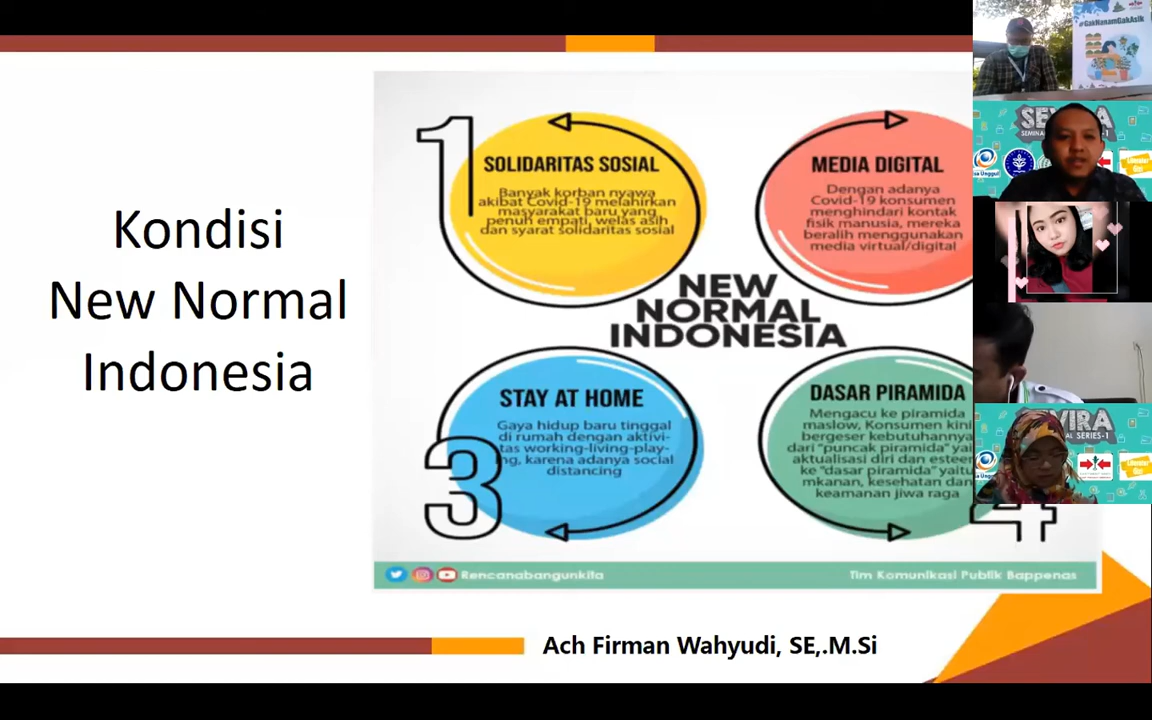 Kondisi
New Normal
Indonesia
1
SOLIDARITAS SOSIAL
Banyak korban nyawa
akibat Covid-19 melahirkan
masyarakat baru yang
penuh empati, welas asih
dan syarat solidaritas sosial
MEDIA DIGITAL
Dengan adanya
Covid-19 konsumen
menghindari kontak
fisik manusia, mereka
beralih menggunakan
media virtual/digital
NEW
NORMAL
INDONESIA
3
STAY AT HOME
Gaya hidup baru tinggal
di rumah dengan aktivi-
tas working-living-play-
ng, karena adanya social
distancing
4
DASAR PIRAMIDA
Mengacu ke piramida
maslow, Konsumen kini
bergeser kebutuhannya
dari "puncak piramida" yai
aktualisasi diri dan esteem
ke "dasar piramida" yaitu
mkanan, kesehatan dan
keamanan jiwa raga
Rencanabangunkita
Tim Komunikasi Publik Bappenas
Ach Firman Wahyudi, SE,.M.Si
#GakNanamGakAsik